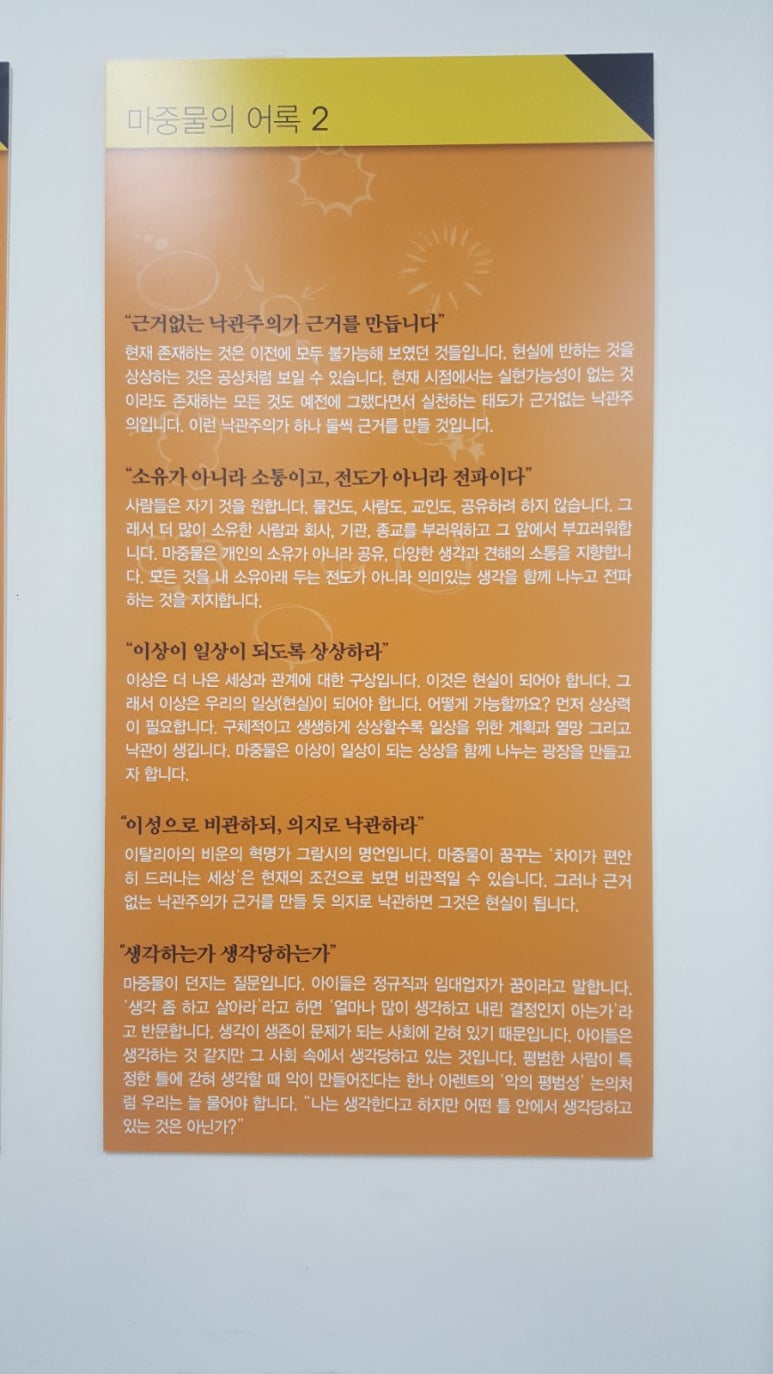 마중물의 어록 2
“근거없는 낙관주의가 근거를 만듭니다”
현재 존재하는 것은 이전에 모두 불가능해 보였던 것들입니다. 현실에 반하는 것을
상상하는 것은 공상처럼 보일 수 있습니다. 현재 시점에서는 실현가능성이 없는 것
이라도 존재하는 모든 것도 예전에 그랬다면서 실천하는 태도가 근거없는 낙관주
의입니다. 이런 낙관주의가 하나 둘씩 근거를 만들 것입니다.
“소유가 아니라 소통이고, 전도가 아니라 전파이다”
사람들은 자기 것을 원합니다. 물건도, 사람도, 교인도, 공유하려 하지 않습니다. 그
래서 더 많이 소유한 사람과 회사, 기관, 종교를 부러워하고 그 앞에서 부끄러워합
니다. 마중물은 개인의 소유가 아니라 공유, 다양한 생각과 견해의 소통을 지향합니
다. 모든 것을 내 소유아래 두는 전도가 아니라 의미있는 생각을 함께 나누고 전파
하는 것을 지지합니다.
“이상이 일상이 되도록 상상하라”
이상은 더 나은 세상과 관계에 대한 구상입니다. 이것은 현실이 되어야 합니다. 그
래서 이상은 우리의 일상(현실)이 되어야 합니다. 어떻게 가능할까요? 먼저 상상력
이 필요합니다. 구체적이고 생생하게 상상할수록 일상을 위한 계획과 열망 그리고
낙관이 생깁니다. 마중물은 이상이 일상이 되는 상상을 함께 나누는 광장을 만들고
자 합니다.
“이성으로 비관하되, 의지로 낙관하라”
이탈리아의 비운의 혁명가 그람시의 명언입니다. 마중물이 꿈꾸는 ‘차이가 편안
히 드러나는 세상’은 현재의 조건으로 보면 비관적일 수 있습니다. 그러나 근거
없는 낙관주의가 근거를 만들 듯 의지로 낙관하면 그것은 현실이 됩니다.
“생각하는가 생각당하는가”
마중물이 던지는 질문입니다. 아이들은 정규직과 임대업자가 꿈이라고 말합니다.
‘생각 좀 하고 살아라’라고 하면 ‘얼마나 많이 생각하고 내린 결정인지 아는가’라
고 반문합니다. 생각이 생존이 문제가 되는 사회에 갇혀 있기 때문입니다. 아이들은
생각하는 것 같지만 그 사회 속에서 생각당하고 있는 것입니다. 평범한 사람이 특
정한 틀에 갇혀 생각할 때 악이 만들어진다는 한나 아렌트의 ‘악의 평범성’ 논의처
럼 우리는 늘 물어야 합니다. “나는 생각한다고 하지만 어떤 틀 안에서 생각당하고
있는 것은 아닌가?”